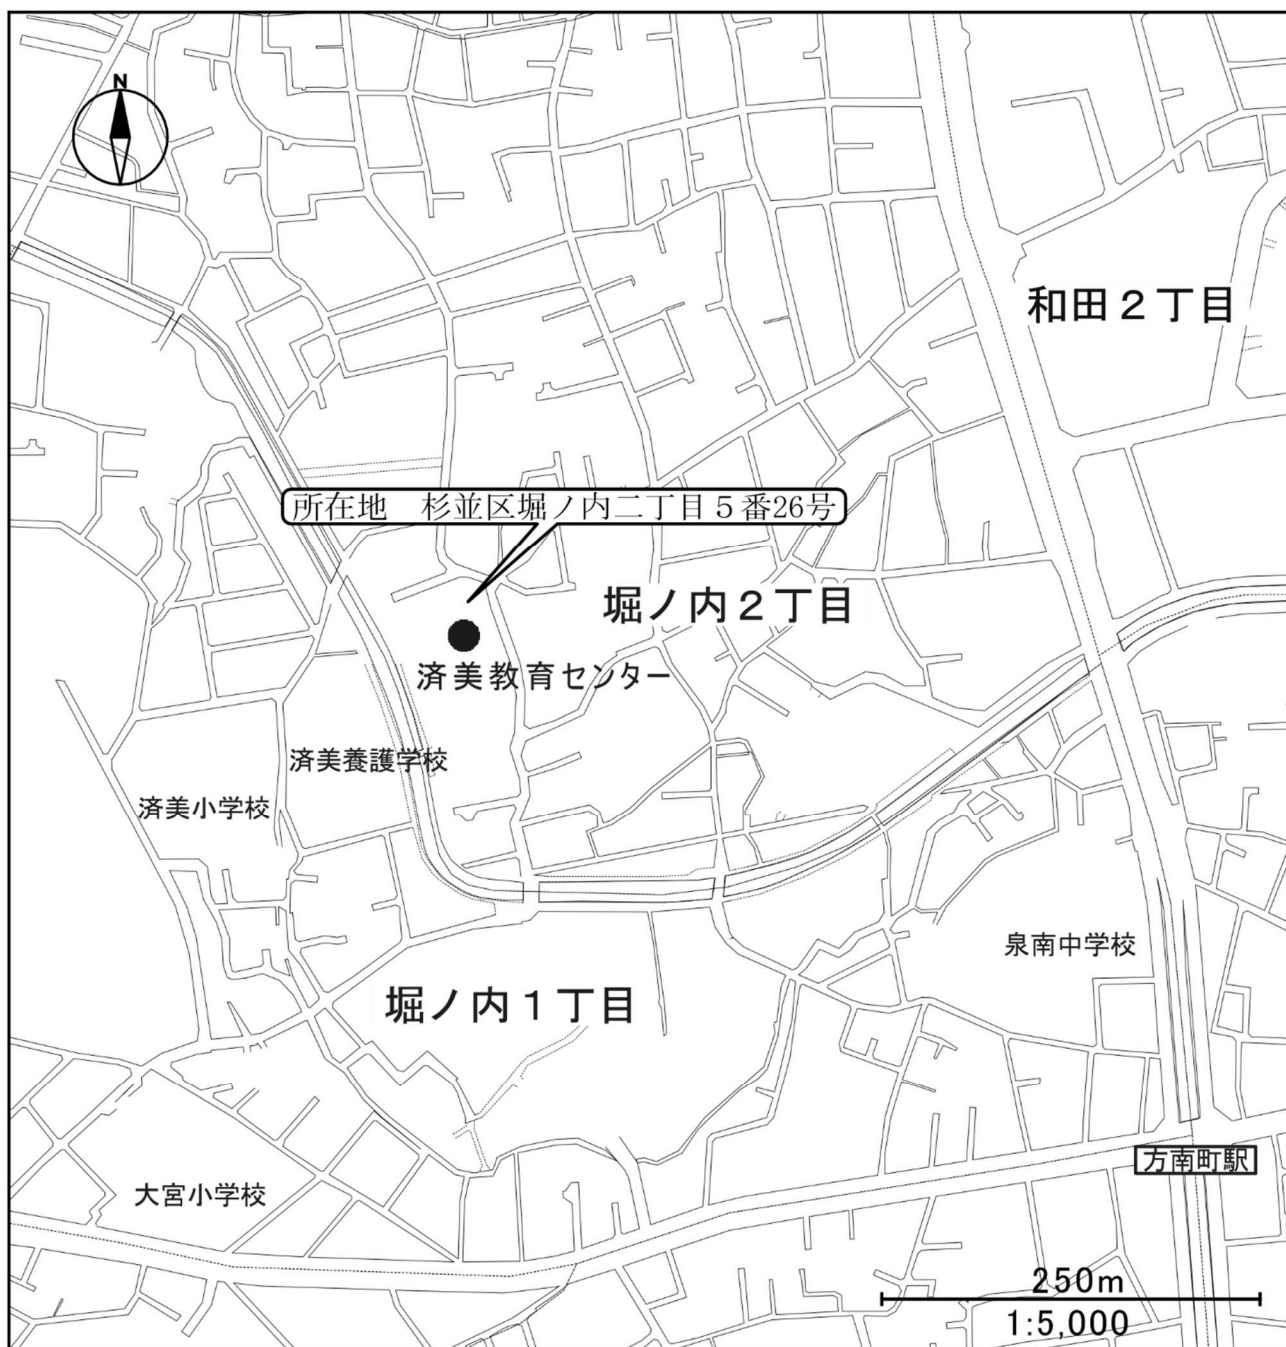 N
和田２丁目
所在地　杉並区堀ノ内二丁目５番26号
堀ノ内２丁目
済美教育センター
済美養護学校
済美小学校
泉南中学校
堀ノ内１丁目
方南町駅
大宮小学校
250m
1:5,000